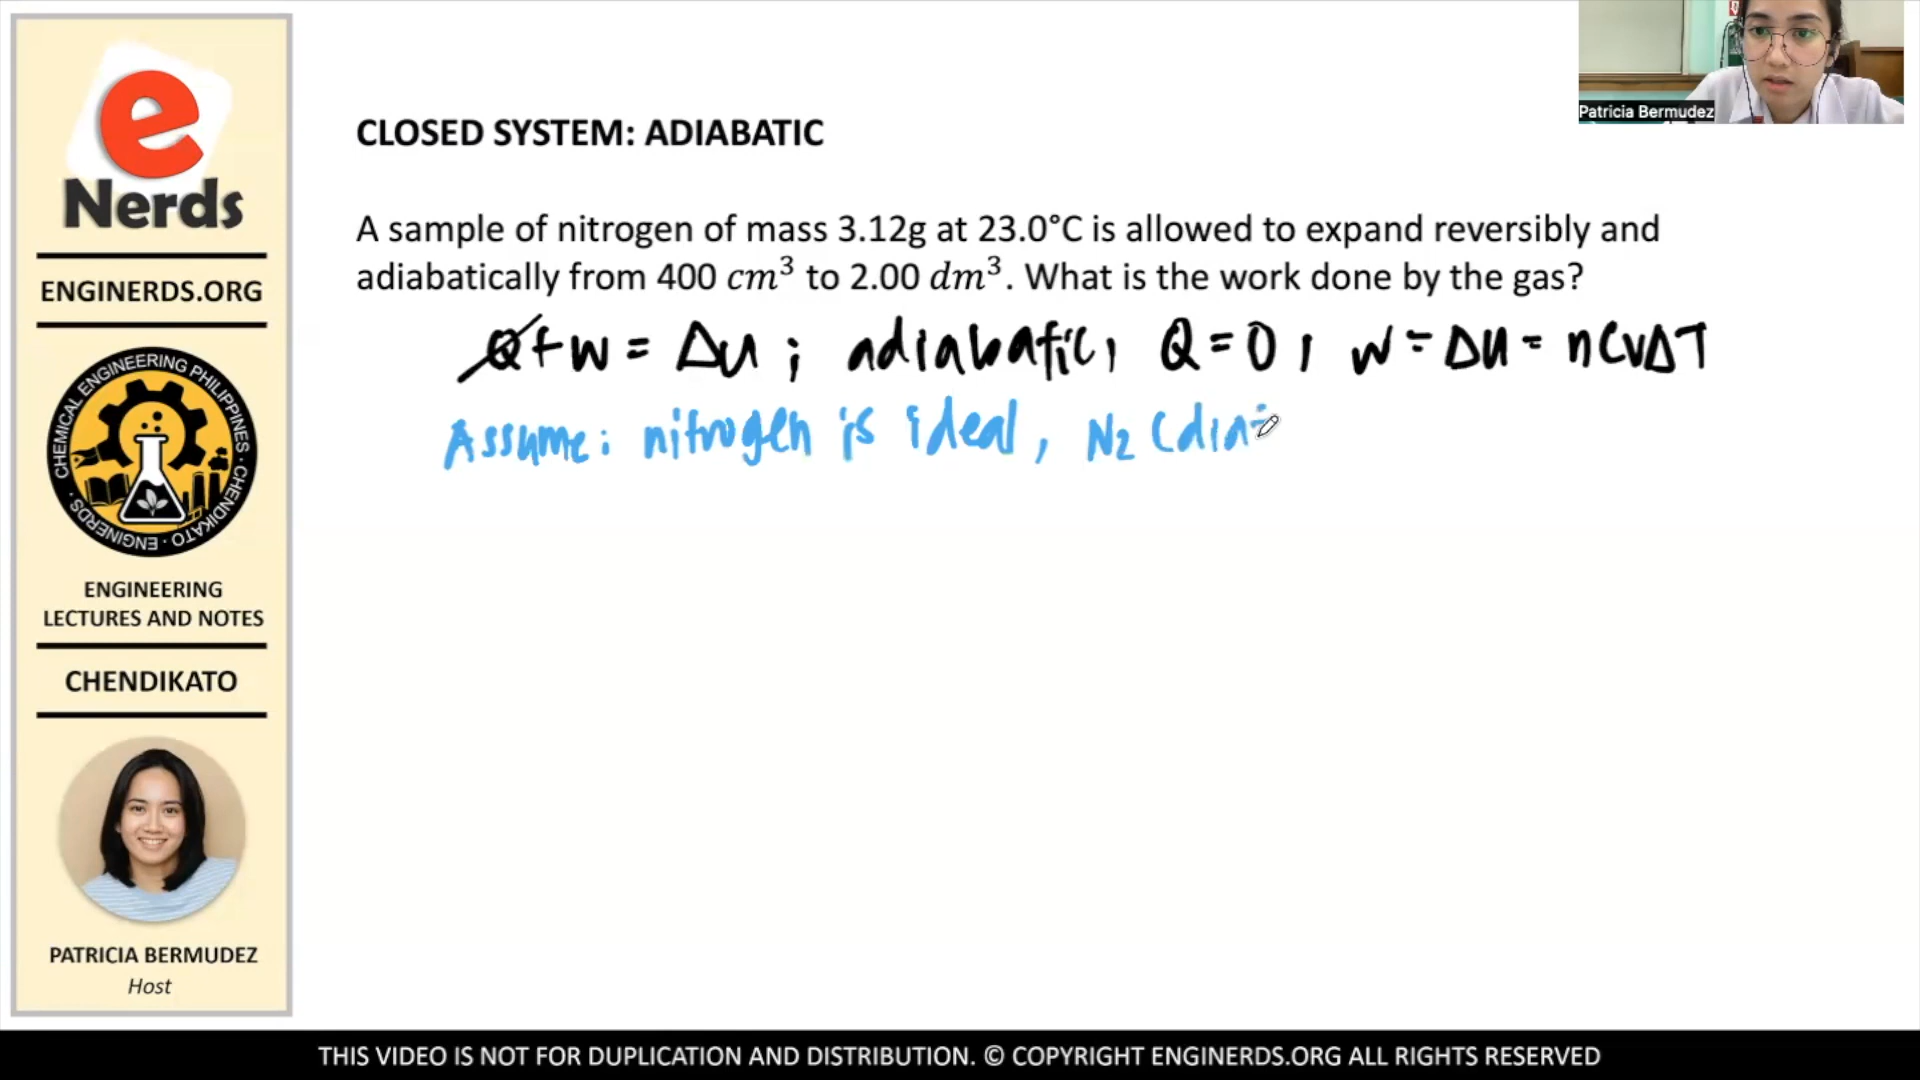 e
Nerds
ENGINERDS.ORG
CHEMICAL ENGINEERING PHILIPPINES · CHENDIKATO · ENGINERDS ·
ENGINEERING
LECTURES AND NOTES
CHENDIKATO
PATRICIA BERMUDEZ
Host
Patricia Bermudez
CLOSED SYSTEM: ADIABATIC
A sample of nitrogen of mass 3.12g at 23.0°C is allowed to expand reversibly and
adiabatically from 400 cm³ to 2.00 dm³. What is the work done by the gas?
Q + W = ΔU ; adiabatic, Q = 0 , W = ΔU = nCvΔT
Assume: nitrogen is ideal, N2 (diat
THIS VIDEO IS NOT FOR DUPLICATION AND DISTRIBUTION. © COPYRIGHT ENGINERDS.ORG ALL RIGHTS RESERVED